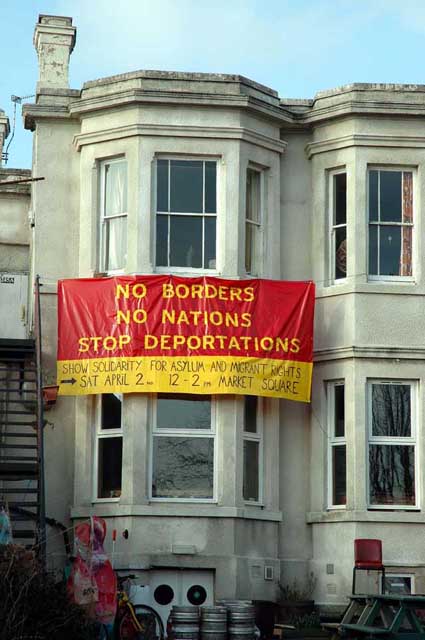 NO BORDERS
NO NATIONS
STOP DEPORTATIONS
SHOW SOLIDARITY FOR ASYLUM AND MIGRANT RIGHTS
→ SAT APRIL 2ND 12-2PM MARKET SQUARE